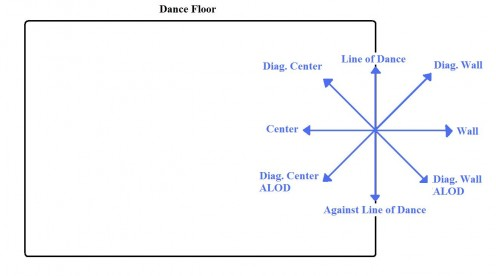 Dance Floor
Line of Dance
Diag. Center
Diag. Wall
Center
Wall
Diag. Center
ALOD
Diag. Wall
ALOD
Against Line of Dance